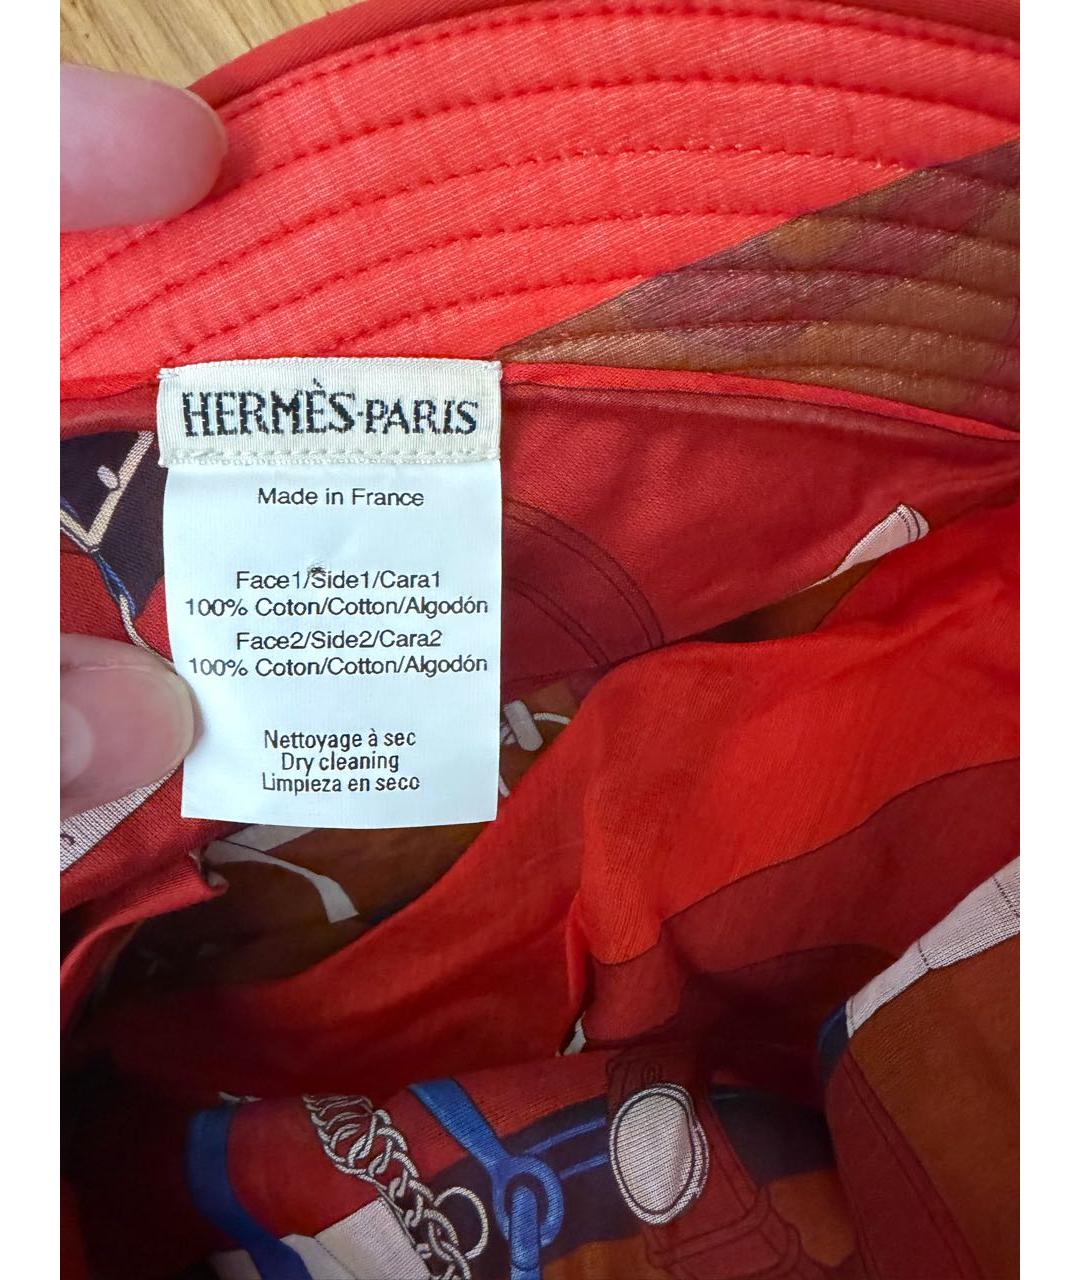 HERMÈS-PARIS
Made in France
Face1/Side1/Cara1
100% Coton/Cotton/Algodón
Face2/Side2/Cara2
100% Coton/Cotton/Algodón
Nettoyage à sec
Dry cleaning
Limpieza en seco